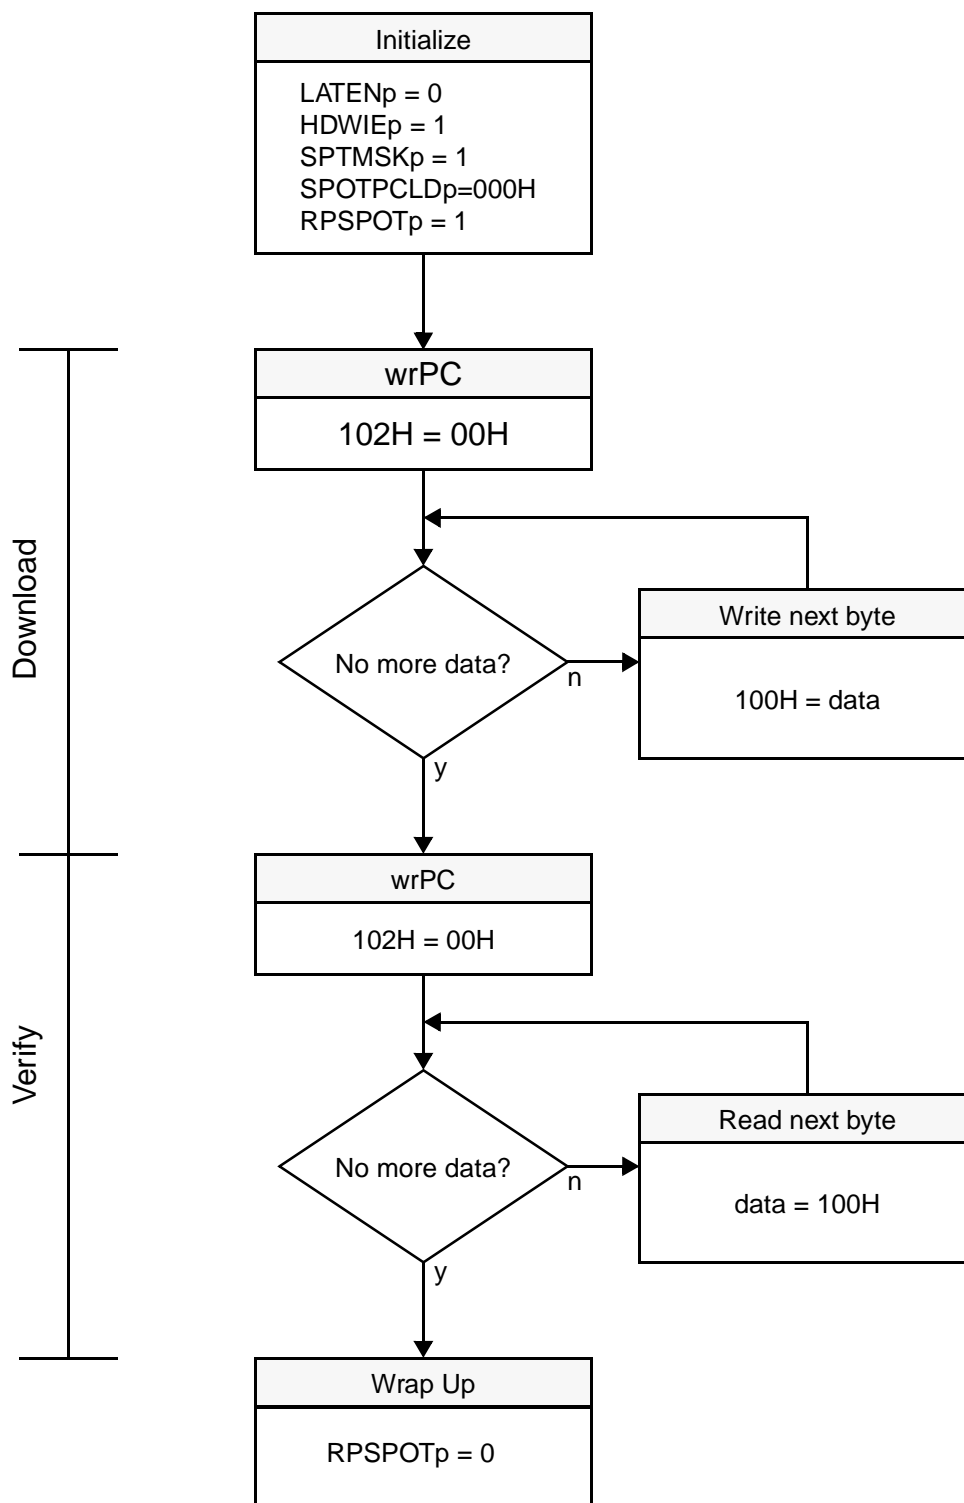 Initialize
LATENp = 0
HDWIEp = 1
SPTMSKp = 1
SPOTPCLDp=000H
RPSPOTp = 1
Download
wrPC
102H = 00H
No more data?
n
y
Write next byte
100H = data
Verify
wrPC
102H = 00H
No more data?
n
y
Read next byte
data = 100H
Wrap Up
RPSPOTp = 0